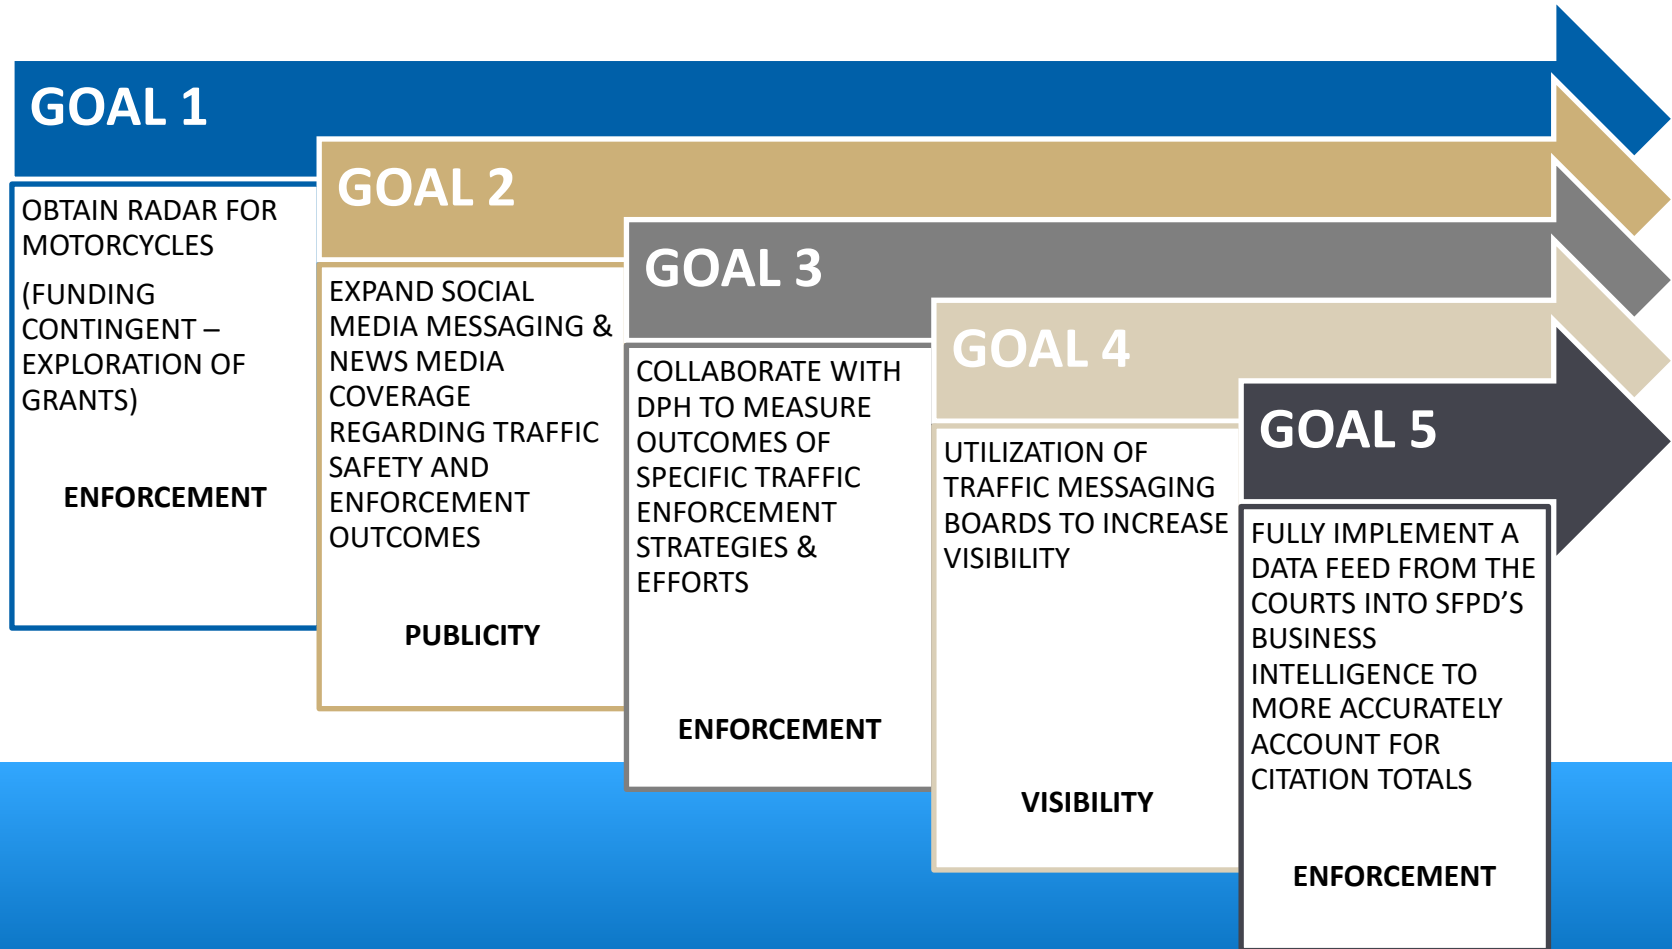 GOAL 1
OBTAIN RADAR FOR
MOTORCYCLES
(FUNDING
CONTINGENT –
EXPLORATION OF
GRANTS)
ENFORCEMENT
GOAL 2
EXPAND SOCIAL
MEDIA MESSAGING &
NEWS MEDIA
COVERAGE
REGARDING TRAFFIC
SAFETY AND
ENFORCEMENT
OUTCOMES
PUBLICITY
GOAL 3
COLLABORATE WITH
DPH TO MEASURE
OUTCOMES OF
SPECIFIC TRAFFIC
ENFORCEMENT
STRATEGIES &
EFFORTS
ENFORCEMENT
GOAL 4
UTILIZATION OF
TRAFFIC MESSAGING
BOARDS TO INCREASE
VISIBILITY
VISIBILITY
GOAL 5
FULLY IMPLEMENT A
DATA FEED FROM THE
COURTS INTO SFPD’S
BUSINESS
INTELLIGENCE TO
MORE ACCURATELY
ACCOUNT FOR
CITATION TOTALS
ENFORCEMENT